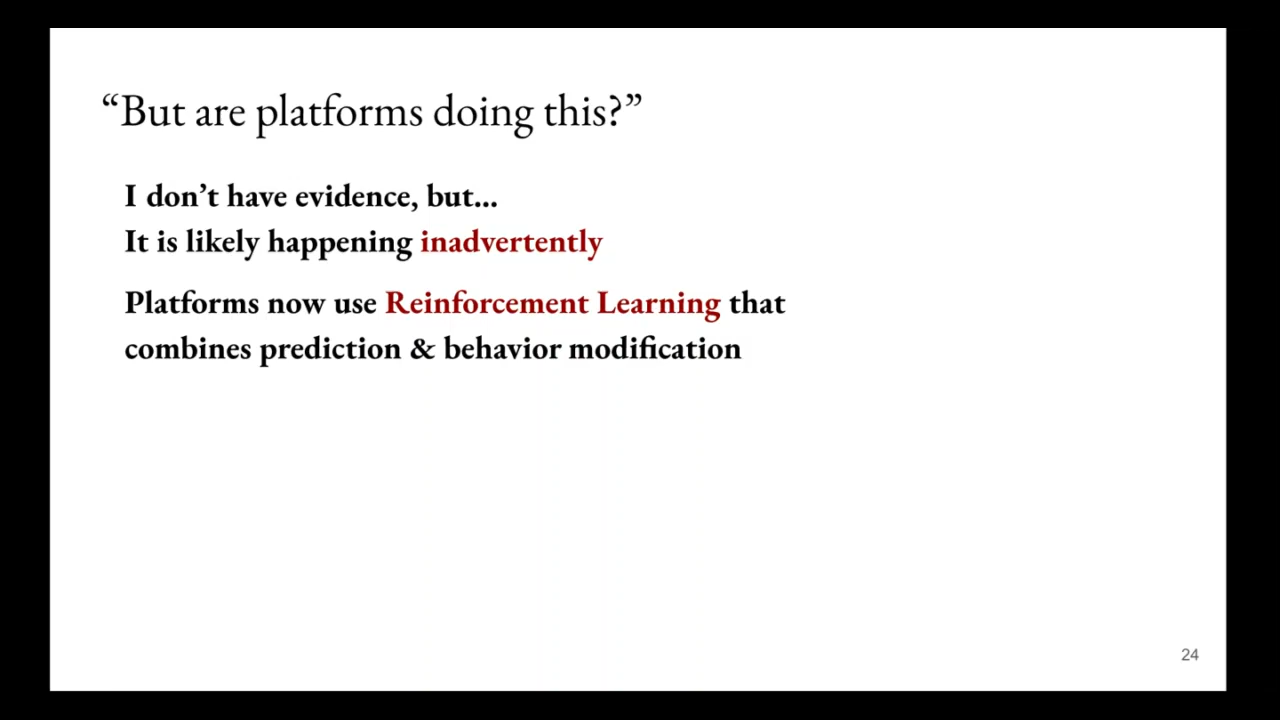 “But are platforms doing this?”
I don’t have evidence, but...
It is likely happening inadvertently
Platforms now use Reinforcement Learning that
combines prediction & behavior modification
24